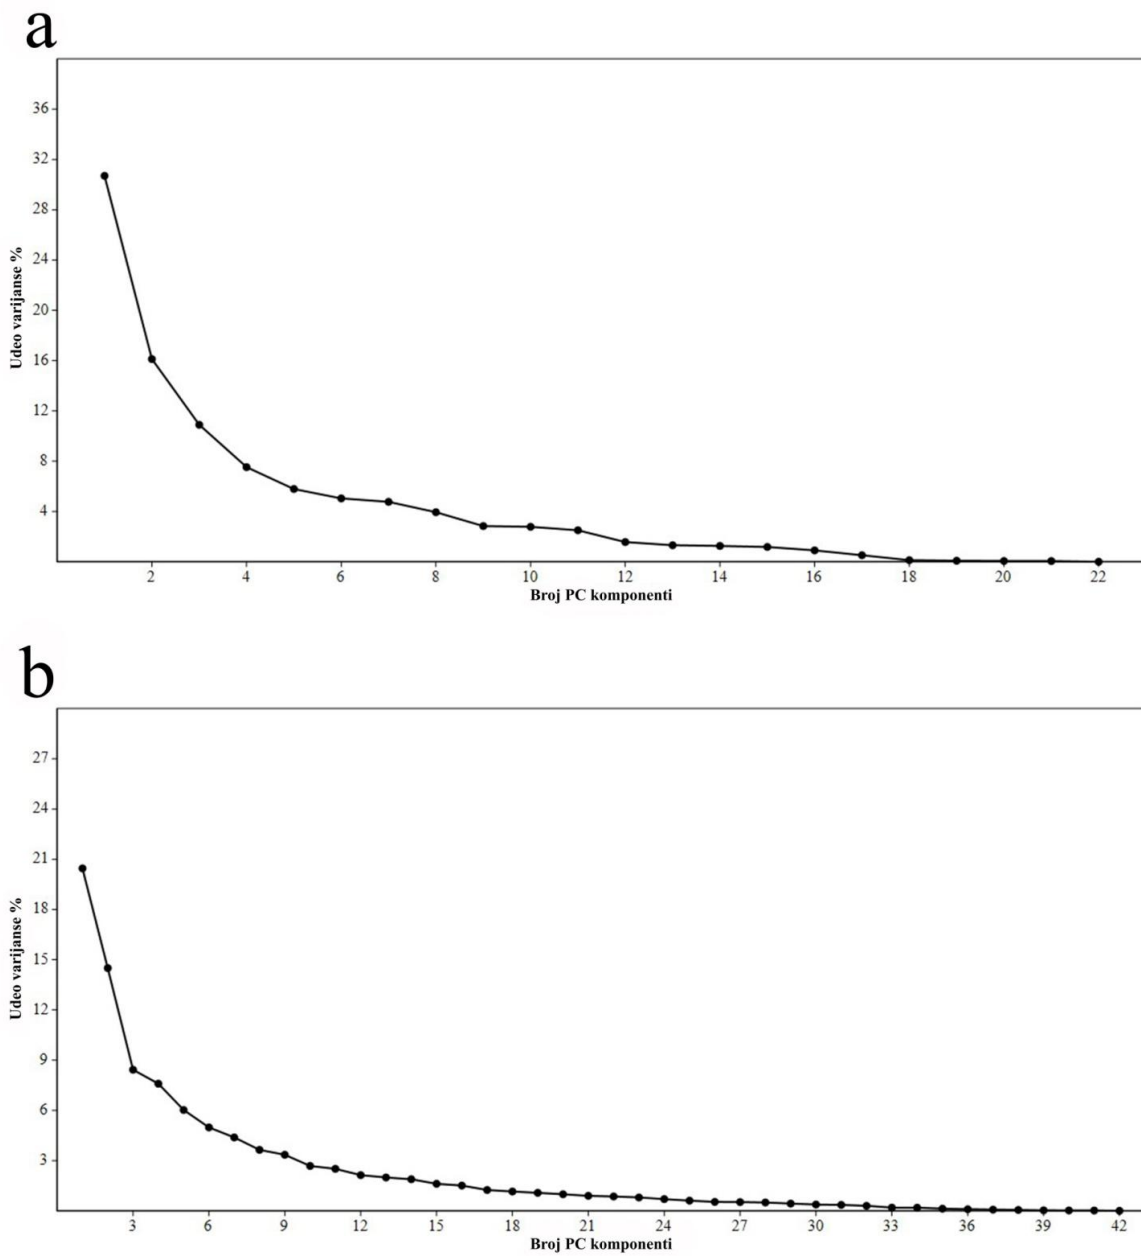 a
36
32
28
24
20
16
12
8
4
Udeo varijanse %
2 4 6 8 10 12 14 16 18 20 22
Broj PC komponenti
b
27
24
21
18
15
12
9
6
3
Udeo varijanse %
3 6 9 12 15 18 21 24 27 30 33 36 39 42
Broj PC komponenti